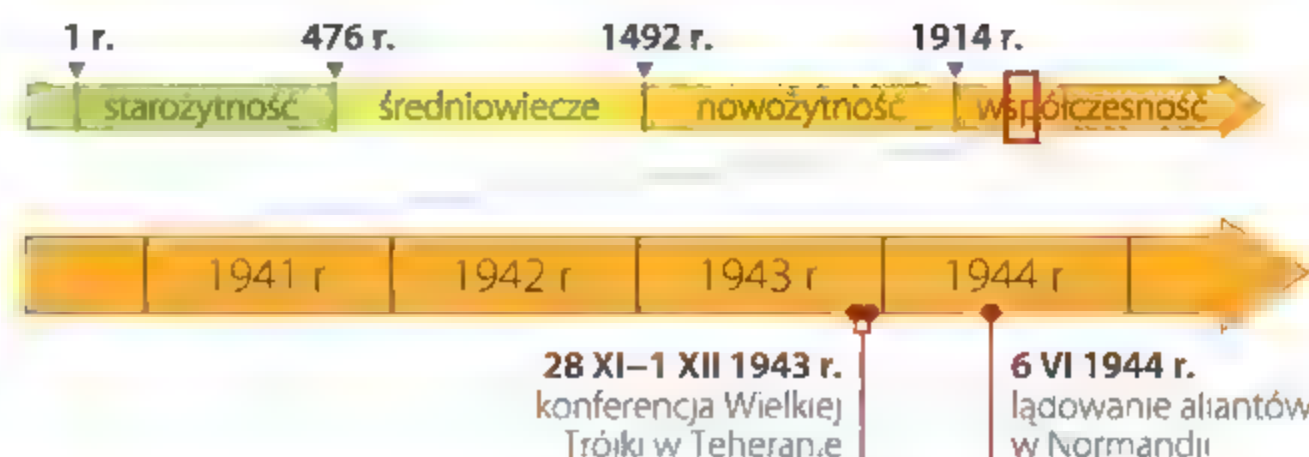 1 r. 476 r. 1492 r. 1914 r.
starożytność średniowiecze nowożytność współczesność
1941 r 1942 r 1943 r 1944 r
28 XI–1 XII 1943 r.
konferencja Wielkiej
Trójki w Teheranie
6 VI 1944 r.
lądowanie aliantów
w Normandii